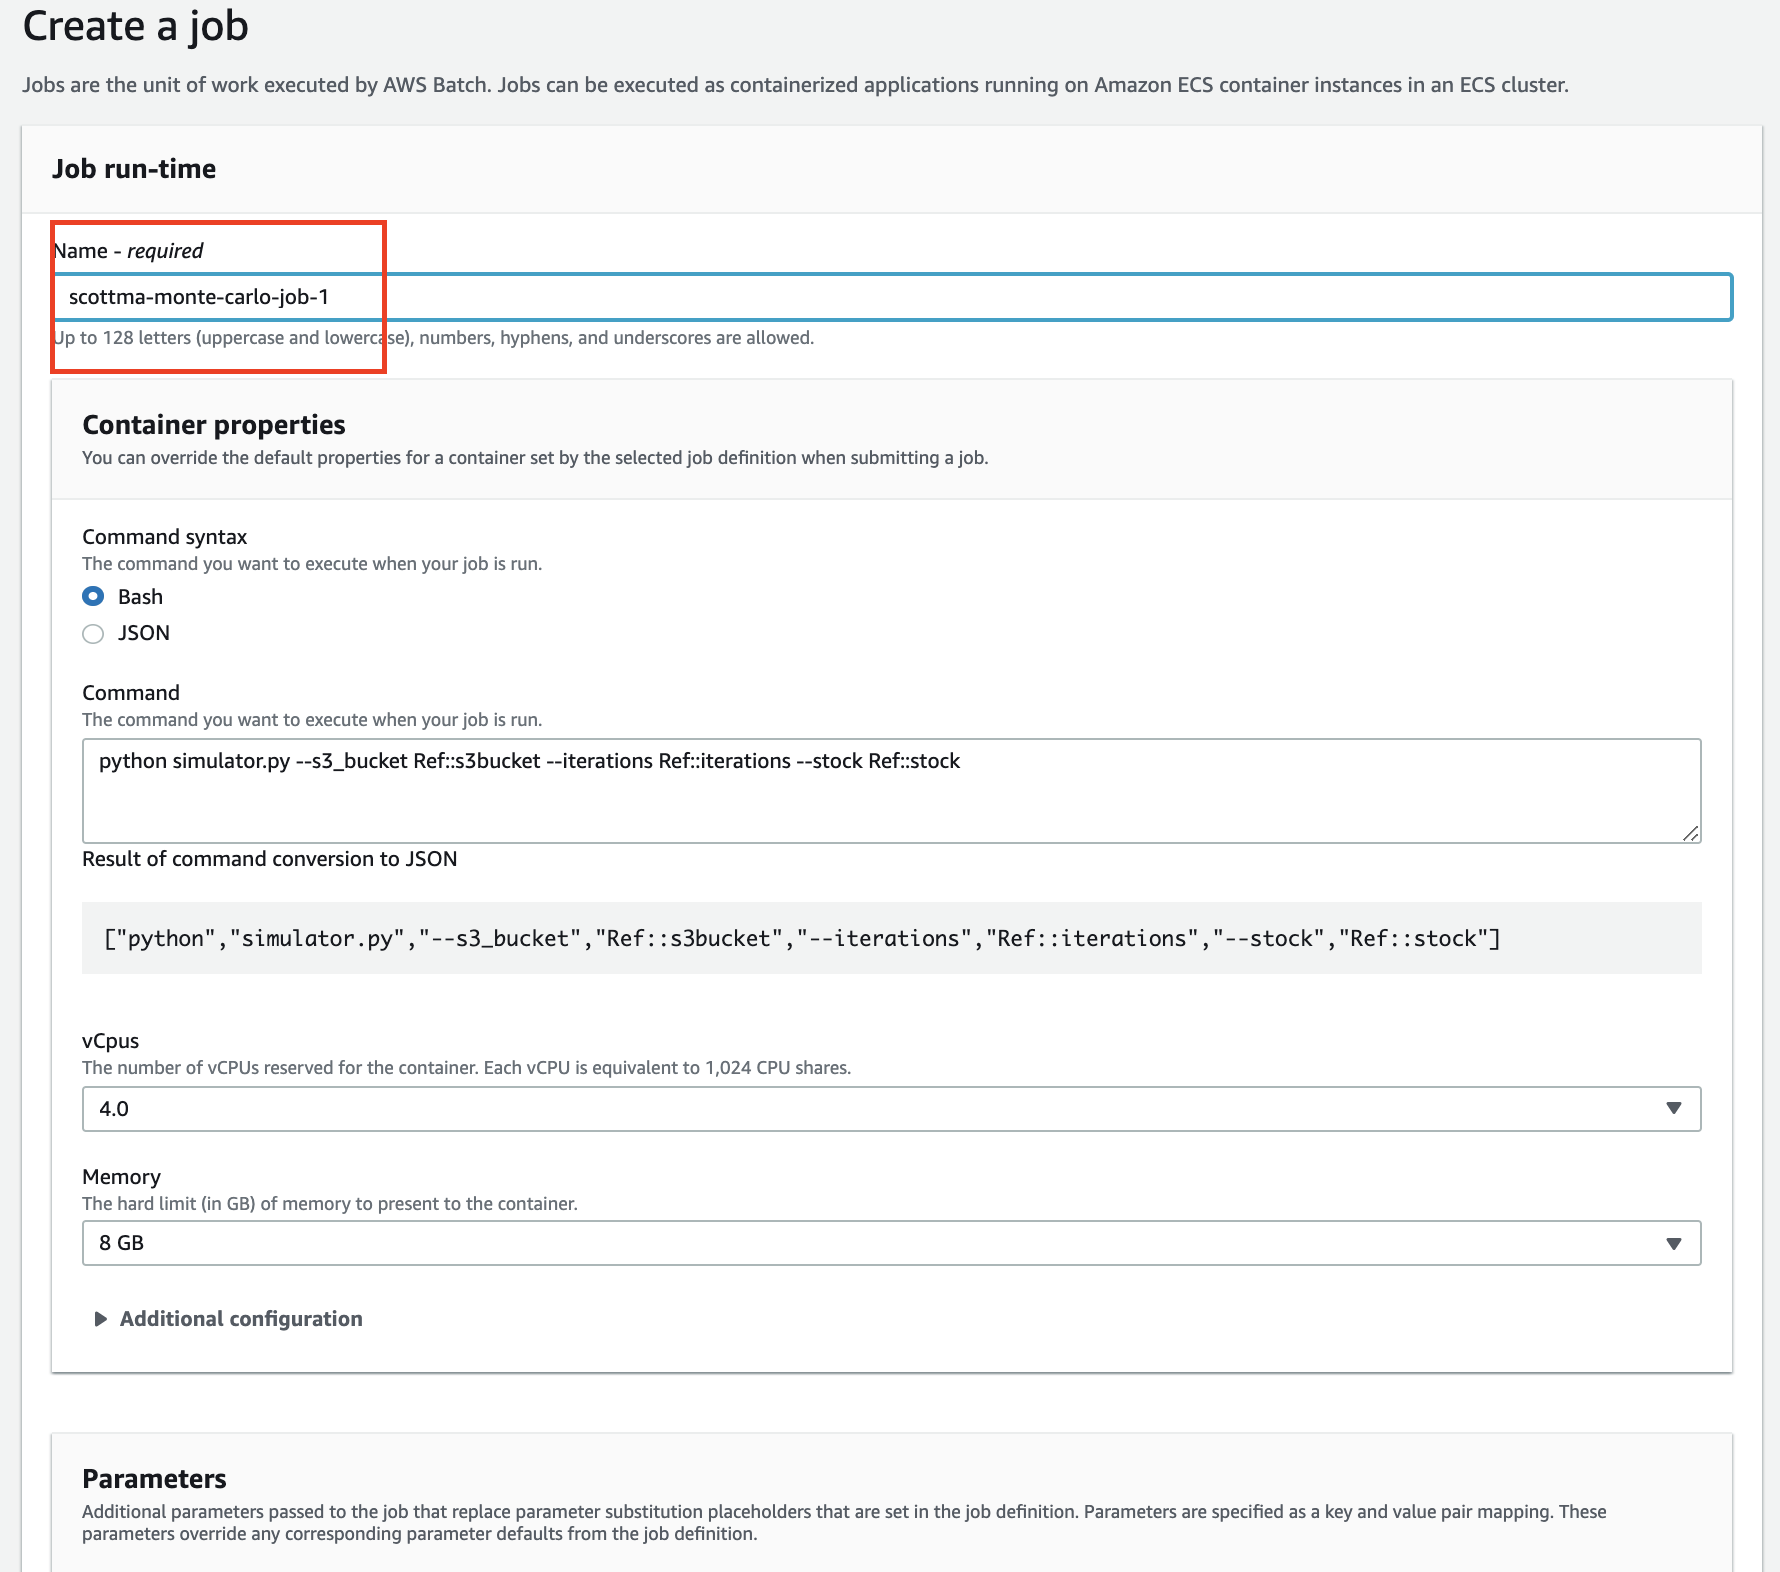 Create a job
Jobs are the unit of work executed by AWS Batch. Jobs can be executed as containerized applications running on Amazon ECS container instances in an ECS cluster.
Job run-time
Name - required
scottma-monte-carlo-job-1
Up to 128 letters (uppercase and lowercase), numbers, hyphens, and underscores are allowed.
Container properties
You can override the default properties for a container set by the selected job definition when submitting a job.
Command syntax
The command you want to execute when your job is run.
Bash
JSON
Command
The command you want to execute when your job is run.
python simulator.py --s3_bucket Ref::s3bucket --iterations Ref::iterations --stock Ref::stock
Result of command conversion to JSON
["python","simulator.py","--s3_bucket","Ref::s3bucket","--iterations","Ref::iterations","--stock","Ref::stock"]
vCpus
The number of vCPUs reserved for the container. Each vCPU is equivalent to 1,024 CPU shares.
4.0
Memory
The hard limit (in GB) of memory to present to the container.
8 GB
Additional configuration
Parameters
Additional parameters passed to the job that replace parameter substitution placeholders that are set in the job definition. Parameters are specified as a key and value pair mapping. These
parameters override any corresponding parameter defaults from the job definition.